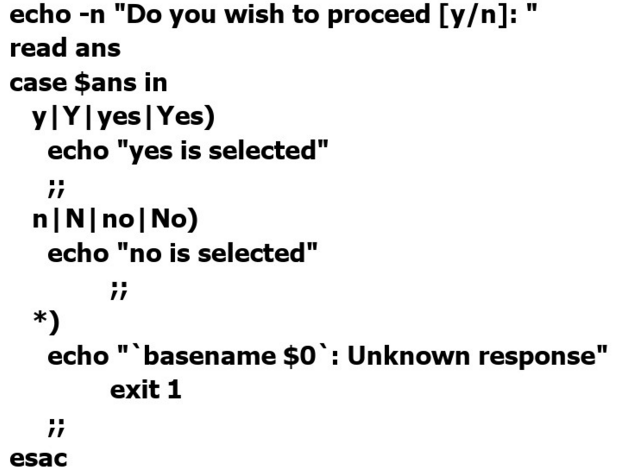 echo -n "Do you wish to proceed [y/n]: "
read ans
case $ans in
y|Y|yes|Yes)
echo "yes is selected"
;;
n|N|no|No)
echo "no is selected"
;;
*)
echo "`basename $0`: Unknown response"
exit 1
;;
esac